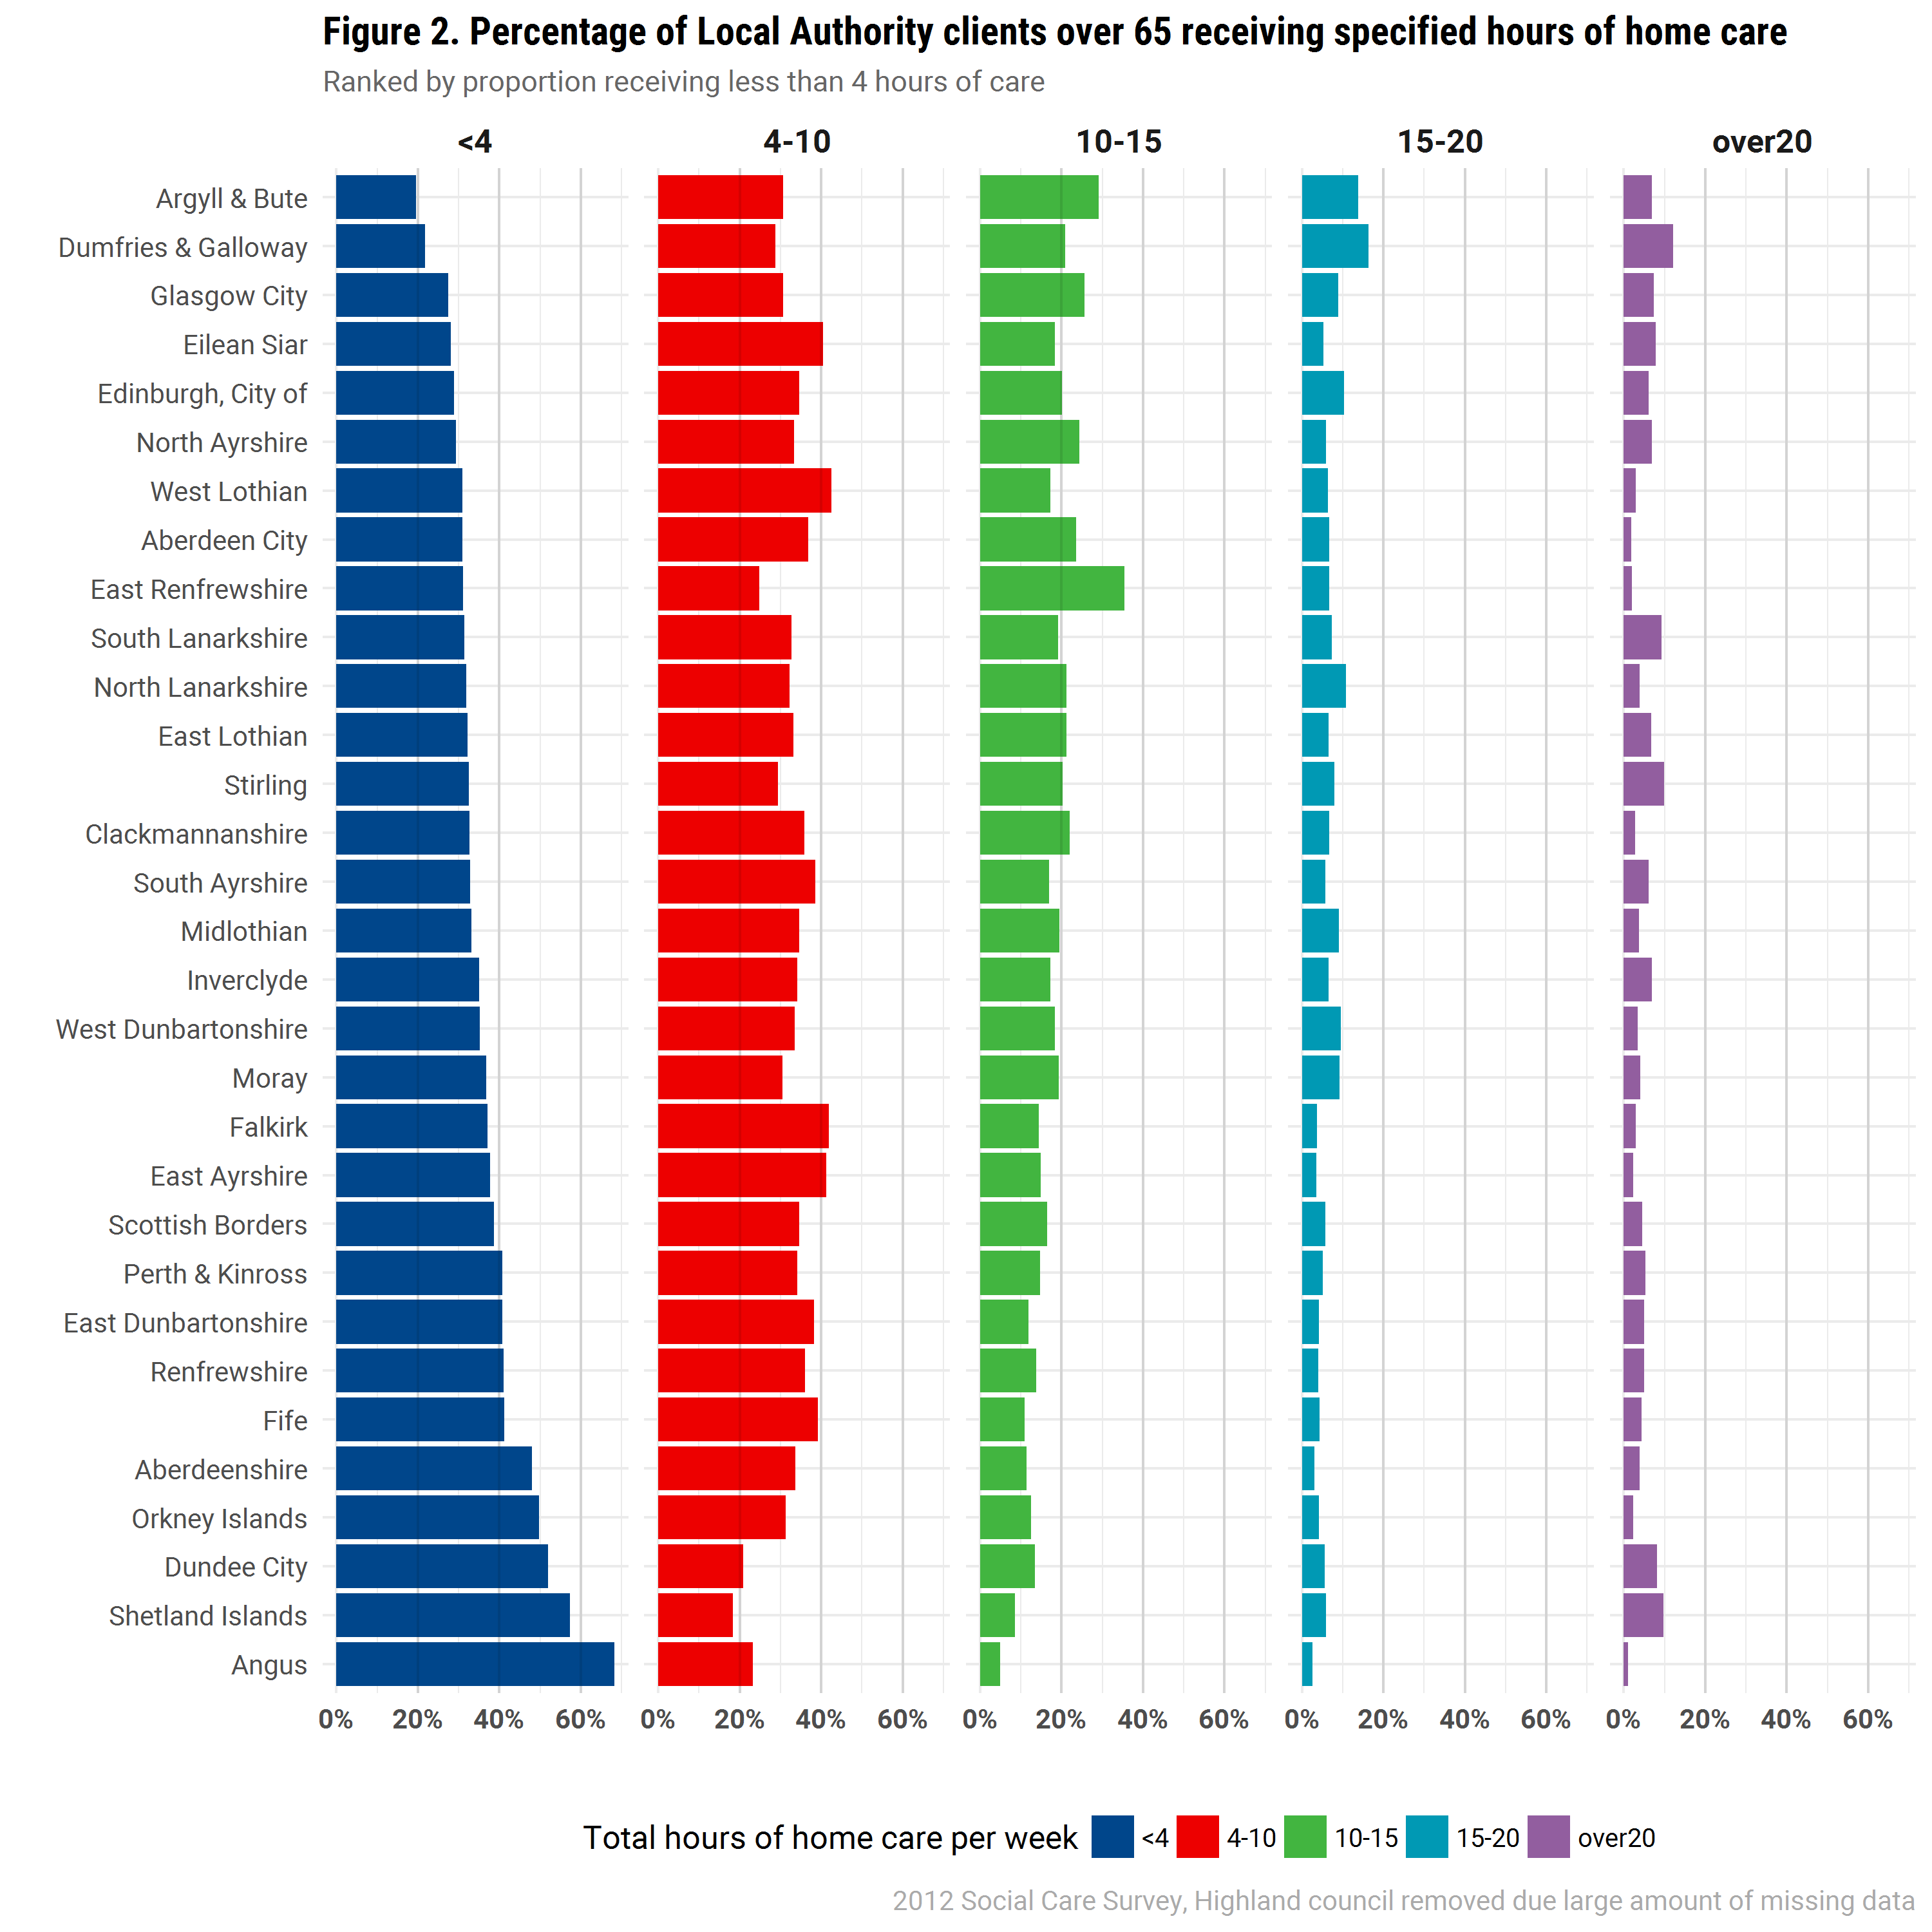 Figure 2. Percentage of Local Authority clients over 65 receiving specified hours of home care
Ranked by proportion receiving less than 4 hours of care
<4 4-10 10-15 15-20 over20
Argyll & Bute
Dumfries & Galloway
Glasgow City
Eilean Siar
Edinburgh, City of
North Ayrshire
West Lothian
Aberdeen City
East Renfrewshire
South Lanarkshire
North Lanarkshire
East Lothian
Stirling
Clackmannanshire
South Ayrshire
Midlothian
Inverclyde
West Dunbartonshire
Moray
Falkirk
East Ayrshire
Scottish Borders
Perth & Kinross
East Dunbartonshire
Renfrewshire
Fife
Aberdeenshire
Orkney Islands
Dundee City
Shetland Islands
Angus
0% 20% 40% 60% 0% 20% 40% 60% 0% 20% 40% 60% 0% 20% 40% 60% 0% 20% 40% 60%
Total hours of home care per week <4 4-10 10-15 15-20 over20
2012 Social Care Survey, Highland council removed due large amount of missing data